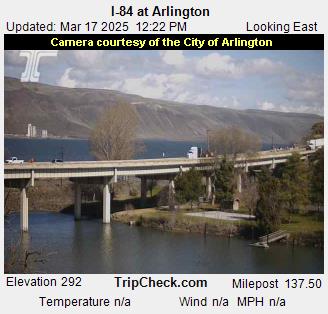 I-84 at Arlington
Updated: Mar 17 2025 12:22 PM Looking East
Camera courtesy of the City of Arlington
Elevation 292 TripCheck.com Milepost 137.50
Temperature n/a Wind n/a MPH n/a